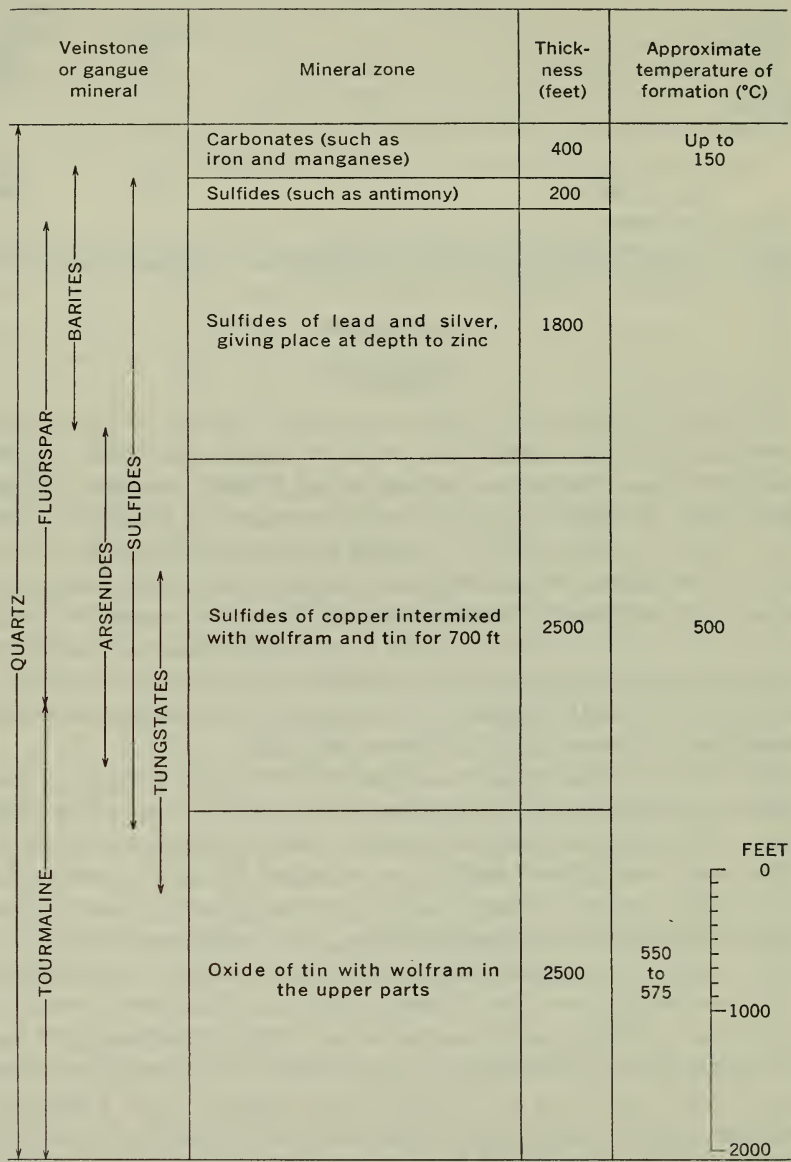 Veinstone
or gangue
mineral
Mineral zone
Thick-
ness
(feet)
Approximate
temperature of
formation (°C)
Carbonates (such as
iron and manganese)
400
Up to
150
Sulfides (such as antimony)
200
Sulfides of lead and silver,
giving place at depth to zinc
1800
Sulfides of copper intermixed
with wolfram and tin for 700 ft
2500
500
Oxide of tin with wolfram in
the upper parts
2500
550
to
575
QUARTZ
FLUORSPAR
TOURMALINE
BARITES
ARSENIDES
SULFIDES
TUNGSTATES
FEET
0
1000
2000